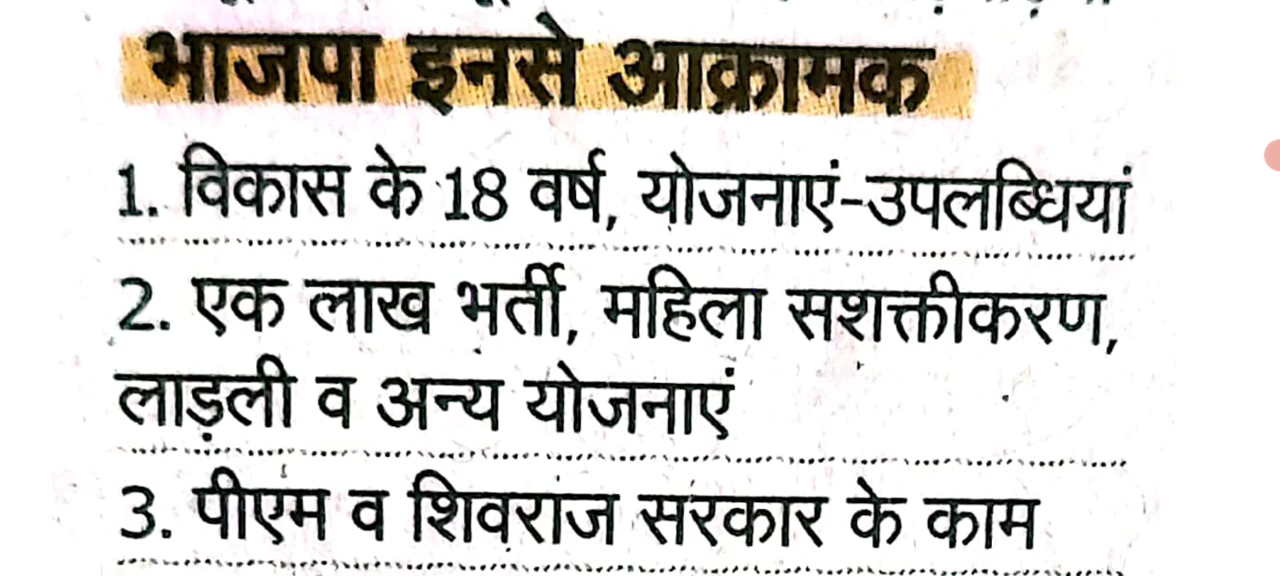 भाजपा इनसे आक्रामक
1. विकास के 18 वर्ष, योजनाएं-उपलब्धियां
2. एक लाख भर्ती, महिला सशक्तीकरण,
लाड़ली व अन्य योजनाएं
3. पीएम व शिवराज सरकार के काम